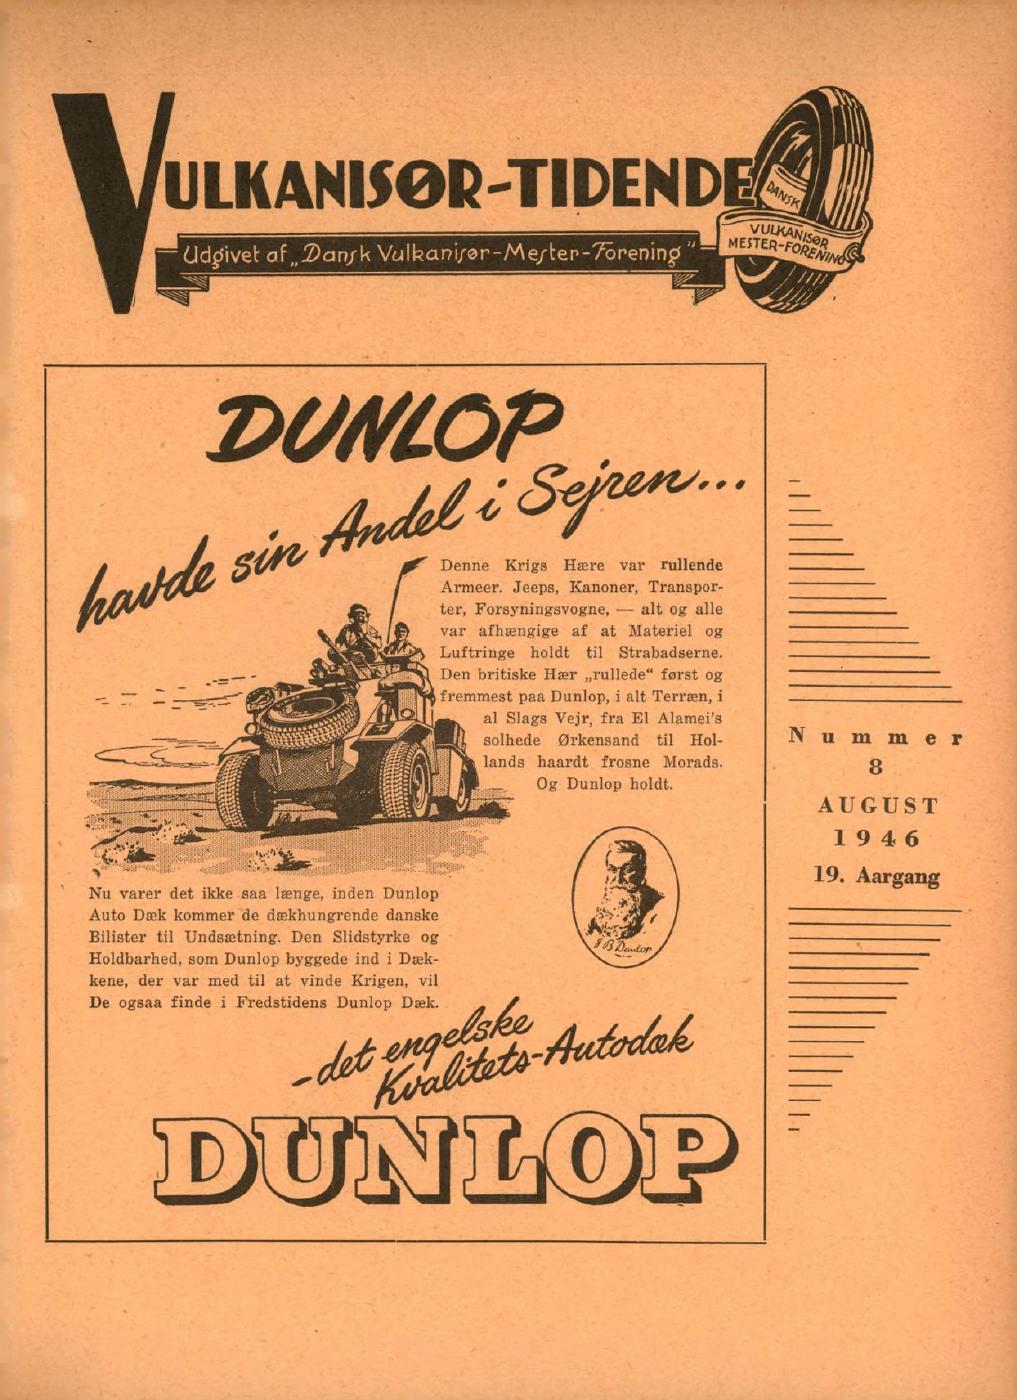 VULKANISØR-TIDENDE
Udgivet af „Dansk Vulkanisør-Mester-Forening"
DANSK
VULKANISØR
MESTER-FORENING
DUNLOP
havde sin Andel i Sejren...
Denne Krigs Hære var rullende
Armeer. Jeeps, Kanoner, Transpor-
ter, Forsyningsvogne, — alt og alle
var afhængige af at Materiel og
Luftringe holdt til Strabadserne.
Den britiske Hær „rullede“ først og
fremmest paa Dunlop, i alt Terræn, i
al Slags Vejr, fra El Alamei's
solhede Ørkensand til Hol-
lands haardt frosne Morads.
Og Dunlop holdt.
J B Dunlop
Nu varer det ikke saa længe, inden Dunlop
Auto Dæk kommer de dækhungrende danske
Bilister til Undsætning. Den Slidstyrke og
Holdbarhed, som Dunlop byggede ind i Dæk-
kene, der var med til at vinde Krigen, vil
De ogsaa finde i Fredstidens Dunlop Dæk.
- det engelske
Kvalitets-Autodæk
DUNLOP
Nummer
8
AUGUST
1946
19. Aargang